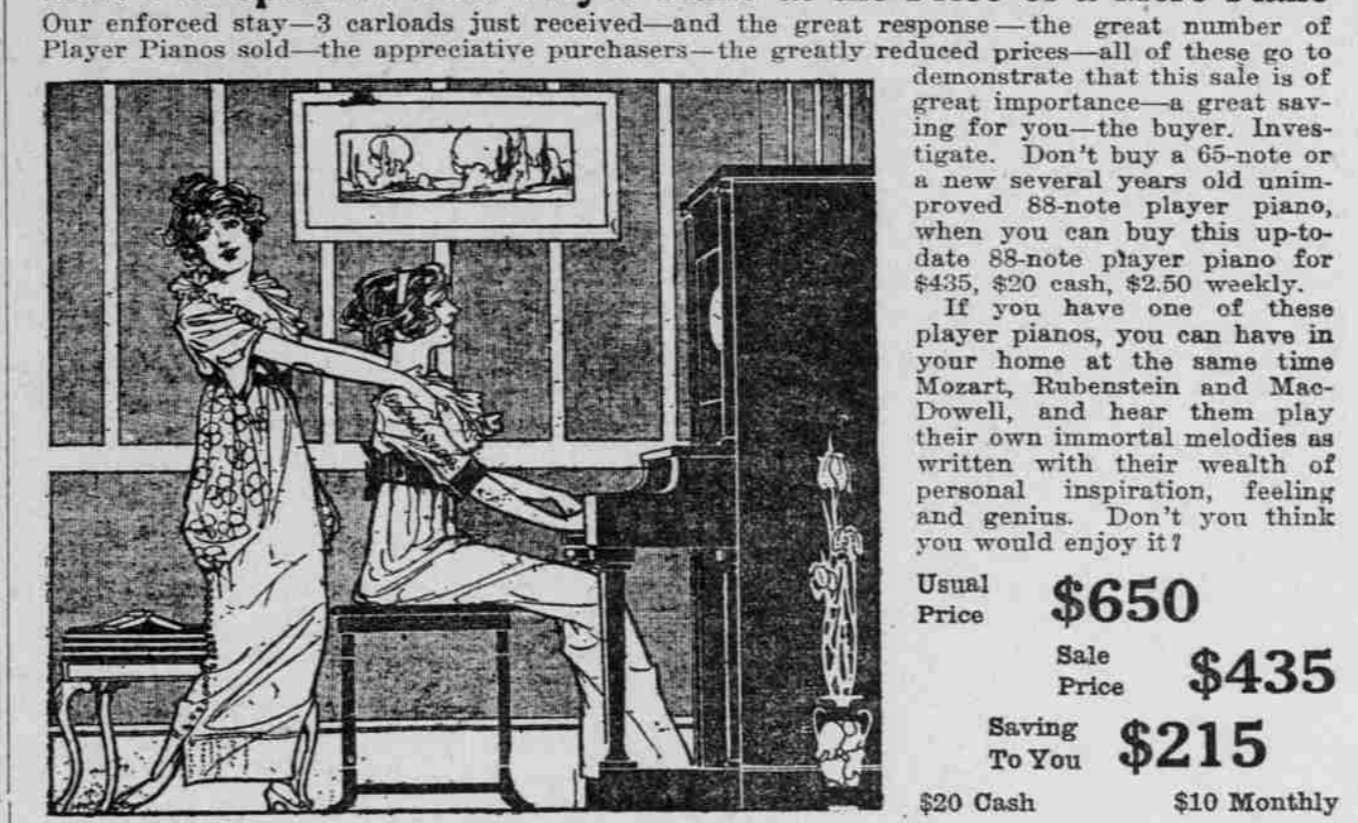 Our enforced stay—3 carloads just received—and the great response—the great number of
Player Pianos sold—the appreciative purchasers—the greatly reduced prices—all of these go to
demonstrate that this sale is of
great importance—a great sav-
ing for you—the buyer. Inves-
tigate. Don't buy a 65-note or
a new several years old unim-
proved 88-note player piano,
when you can buy this up-to-
date 88-note player piano for
$435, $20 cash, $2.50 weekly.
If you have one of these
player pianos, you can have in
your home at the same time
Mozart, Rubenstein and Mac-
Dowell, and hear them play
their own immortal melodies as
written with their wealth of
personal inspiration, feeling
and genius. Don't you think
you would enjoy it?
Usual
Price $650
Sale
Price $435
Saving
To You $215
$20 Cash $10 Monthly